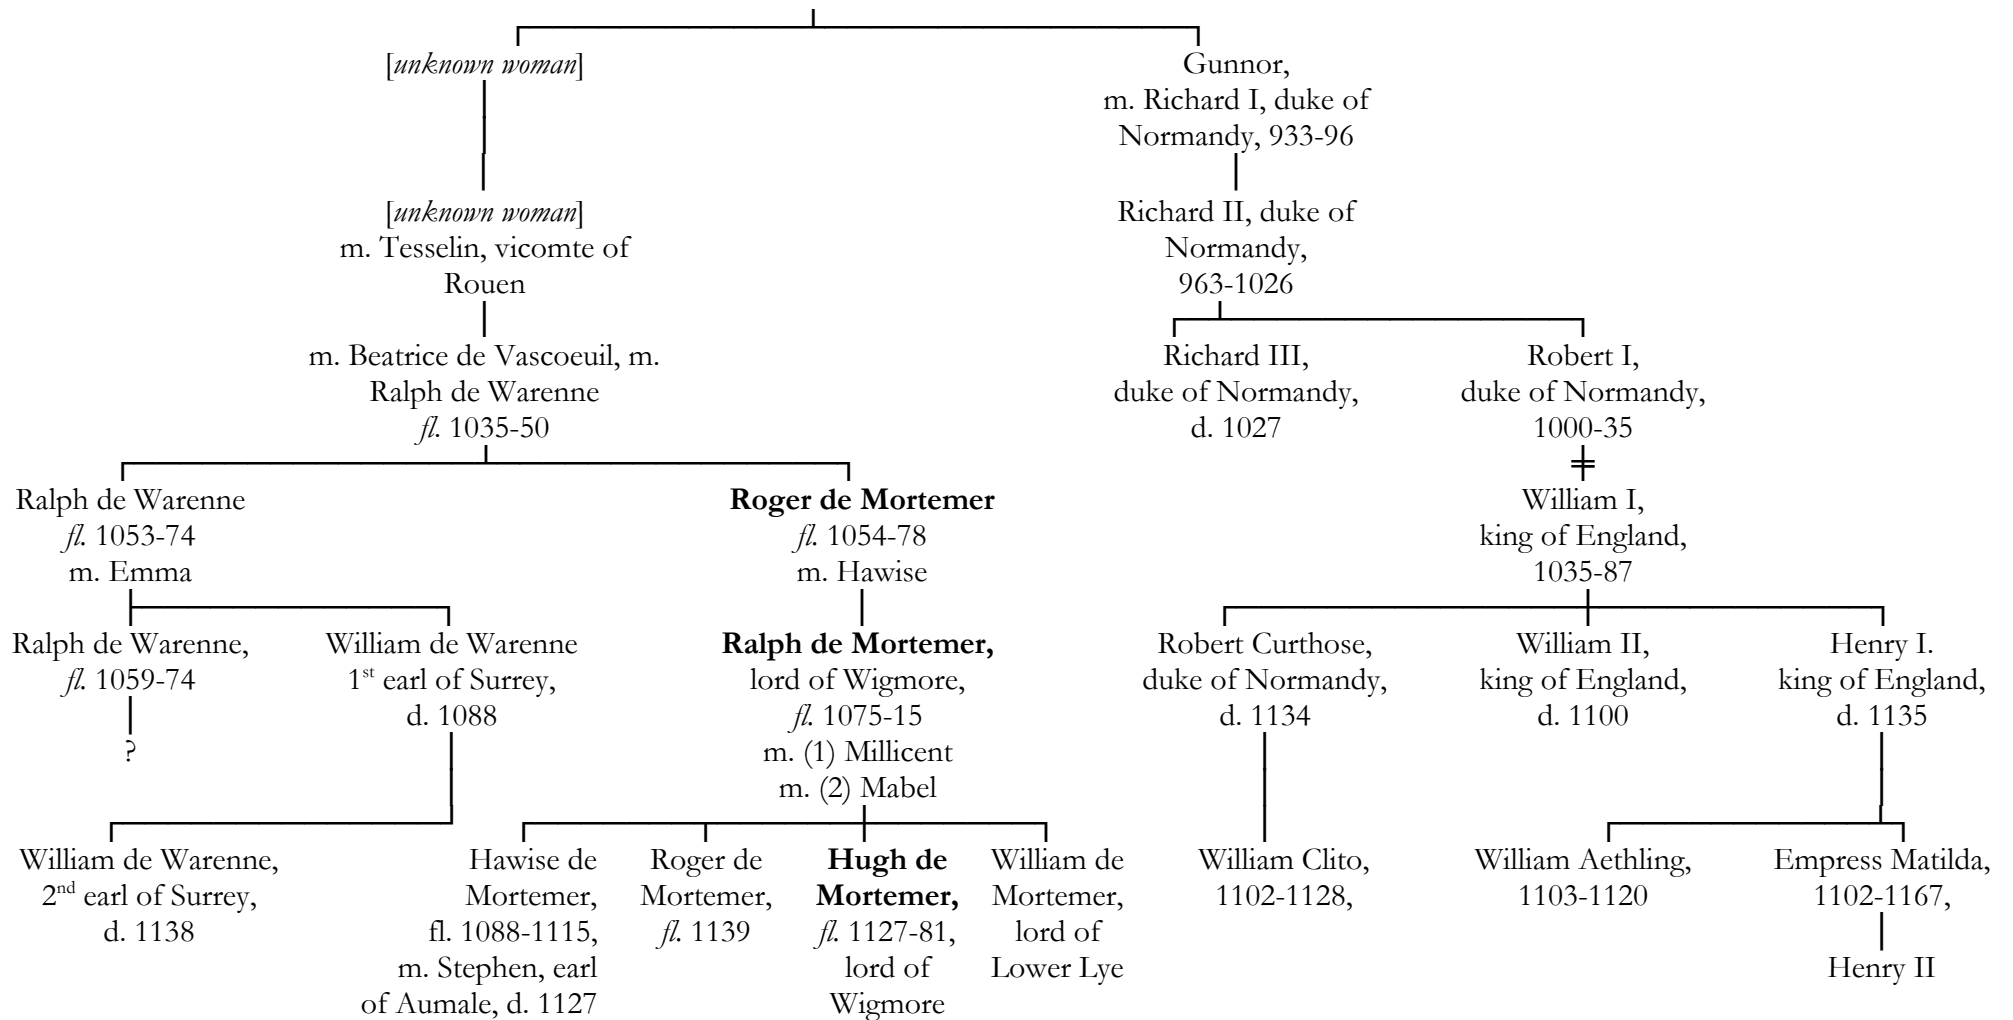 [unknown woman]
Gunnor,
m. Richard I, duke of
Normandy, 933-96
[unknown woman]
m. Tesselin, vicomte of
Rouen
Richard II, duke of
Normandy,
963-1026
m. Beatrice de Vascoeuil, m.
Ralph de Warenne
fl. 1035-50
Richard III,
duke of Normandy,
d. 1027
Robert I,
duke of Normandy,
1000-35
Ralph de Warenne
fl. 1053-74
m. Emma
Roger de Mortemer
fl. 1054-78
m. Hawise
William I,
king of England,
1035-87
Ralph de Warenne,
fl. 1059-74
?
William de Warenne
1st earl of Surrey,
d. 1088
Ralph de Mortemer,
lord of Wigmore,
fl. 1075-15
m. (1) Millicent
m. (2) Mabel
Robert Curthose,
duke of Normandy,
d. 1134
William II,
king of England,
d. 1100
Henry I.
king of England,
d. 1135
William de Warenne,
2nd earl of Surrey,
d. 1138
Hawise de
Mortemer,
fl. 1088-1115,
m. Stephen, earl
of Aumale, d. 1127
Roger de
Mortemer,
fl. 1139
Hugh de
Mortemer,
fl. 1127-81,
lord of
Wigmore
William de
Mortemer,
lord of
Lower Lye
William Clito,
1102-1128,
William Aethling,
1103-1120
Empress Matilda,
1102-1167,
Henry II